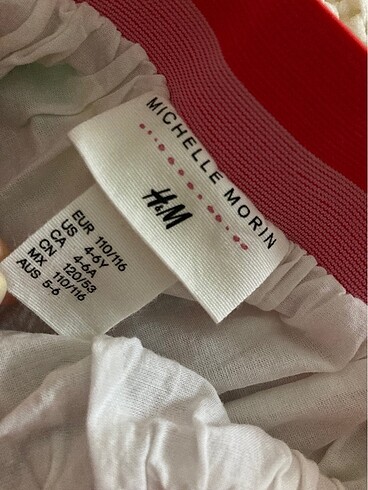 MICHELLE MORIN
H&M
EUR 110/116
US 4-6Y
CA 4-6A
CN 120/53
MX 110/116
AUS 5-6